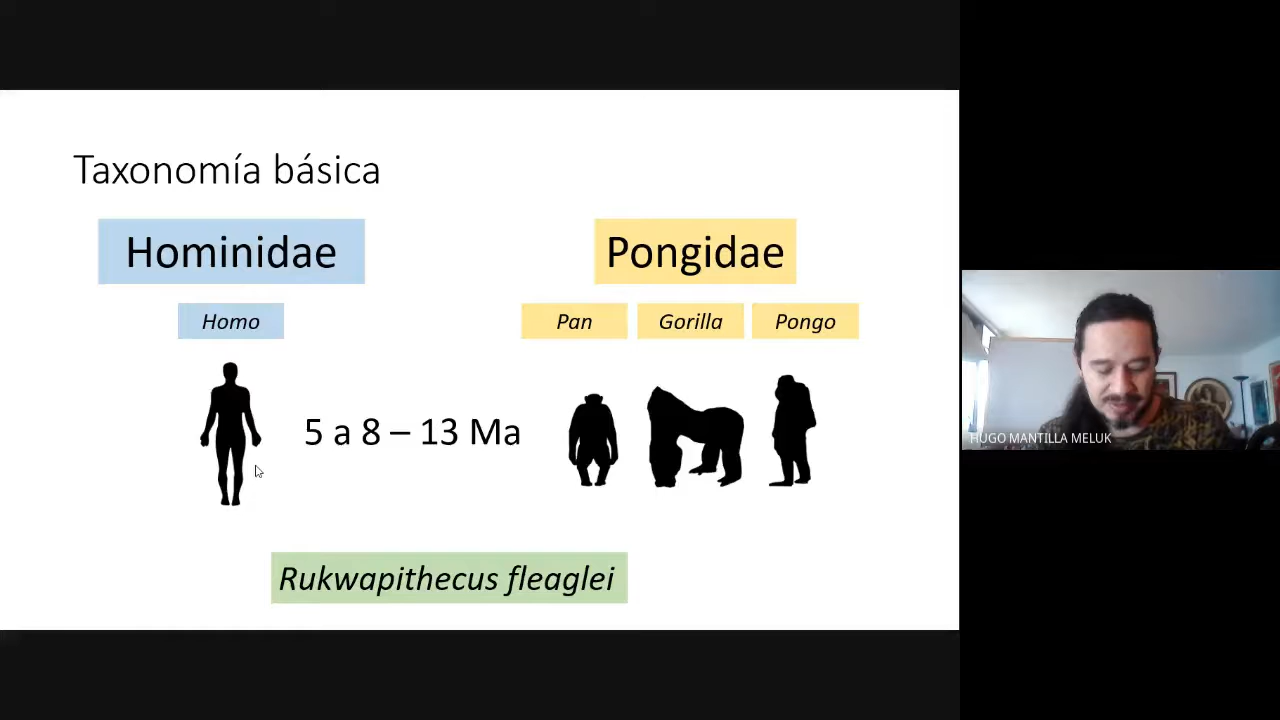 Taxonomía básica
Hominidae
Pongidae
Homo
Pan
Gorilla
Pongo
5 a 8 – 13 Ma
Rukwapithecus fleaglei
HUGO MANTILLA MELUK